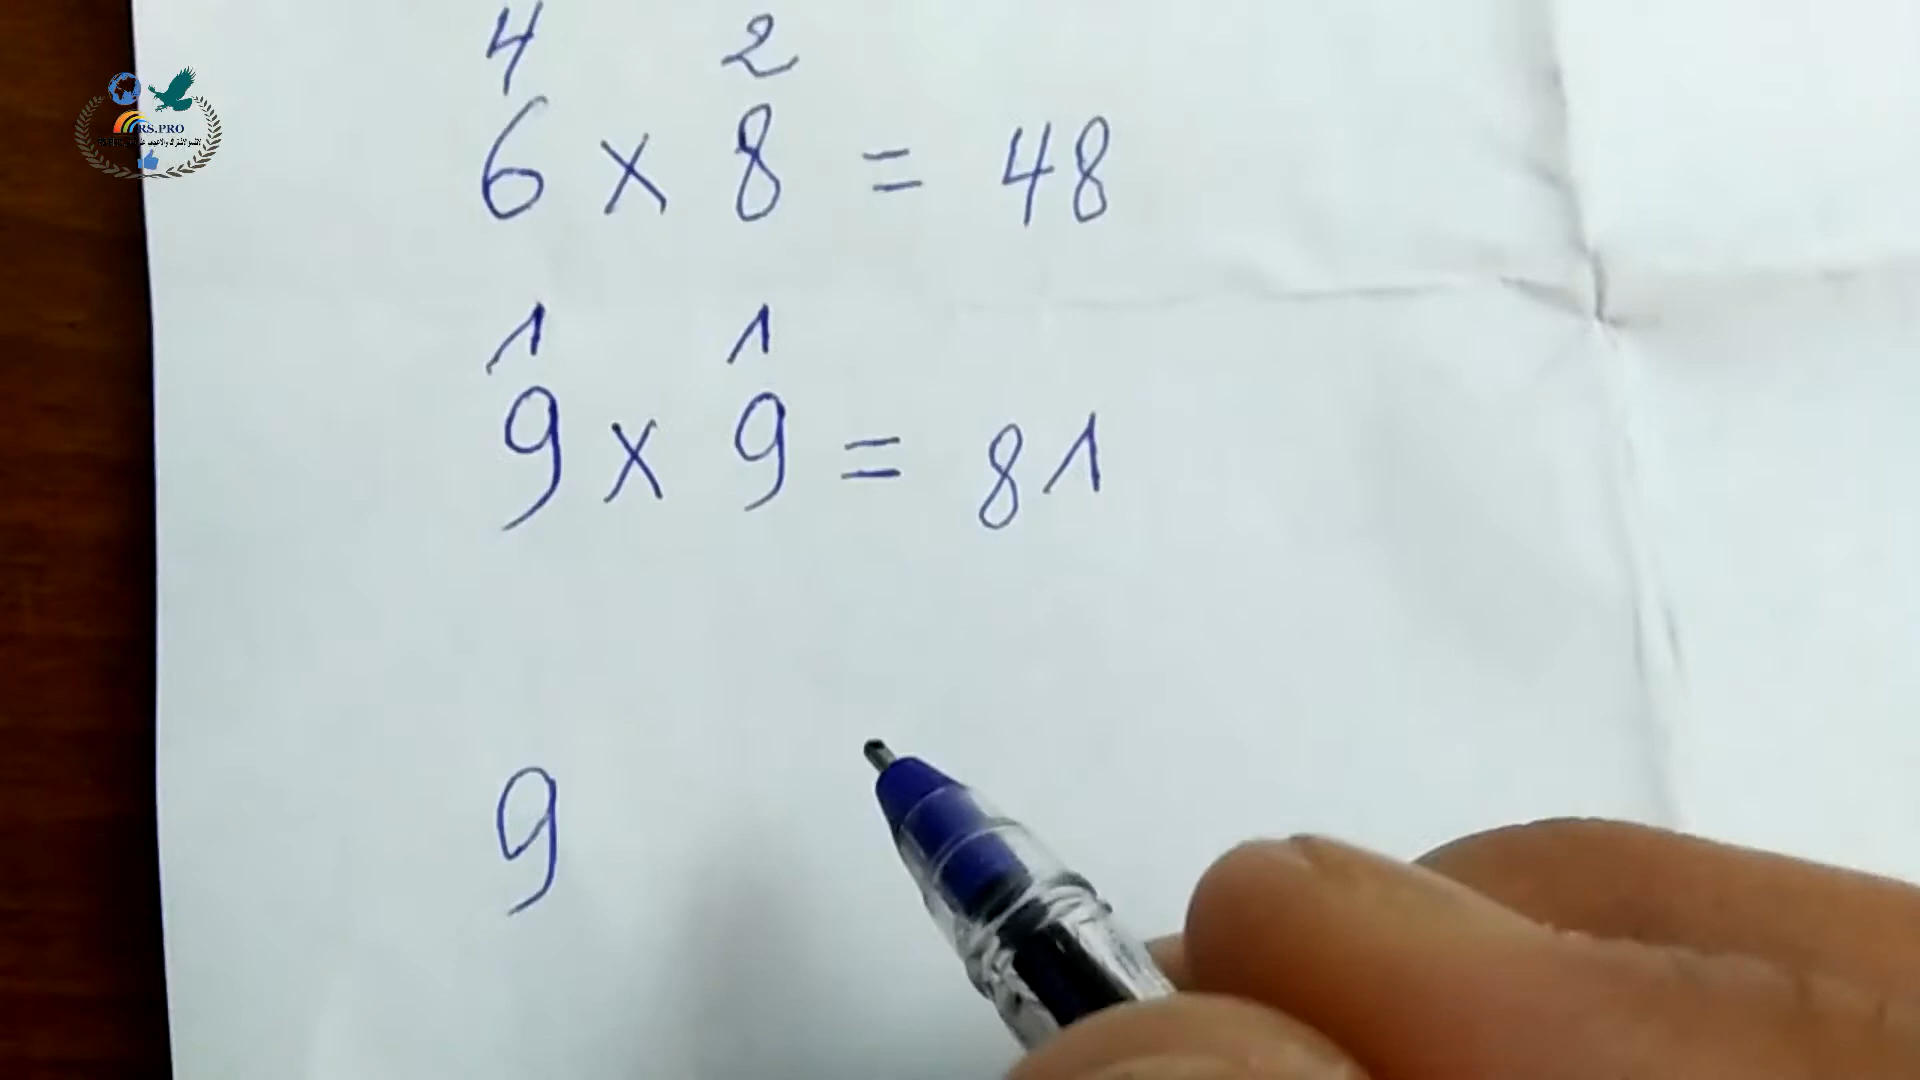 4 2
6 x 8 = 48
1 1
9 x 9 = 81
9
RS.PRO